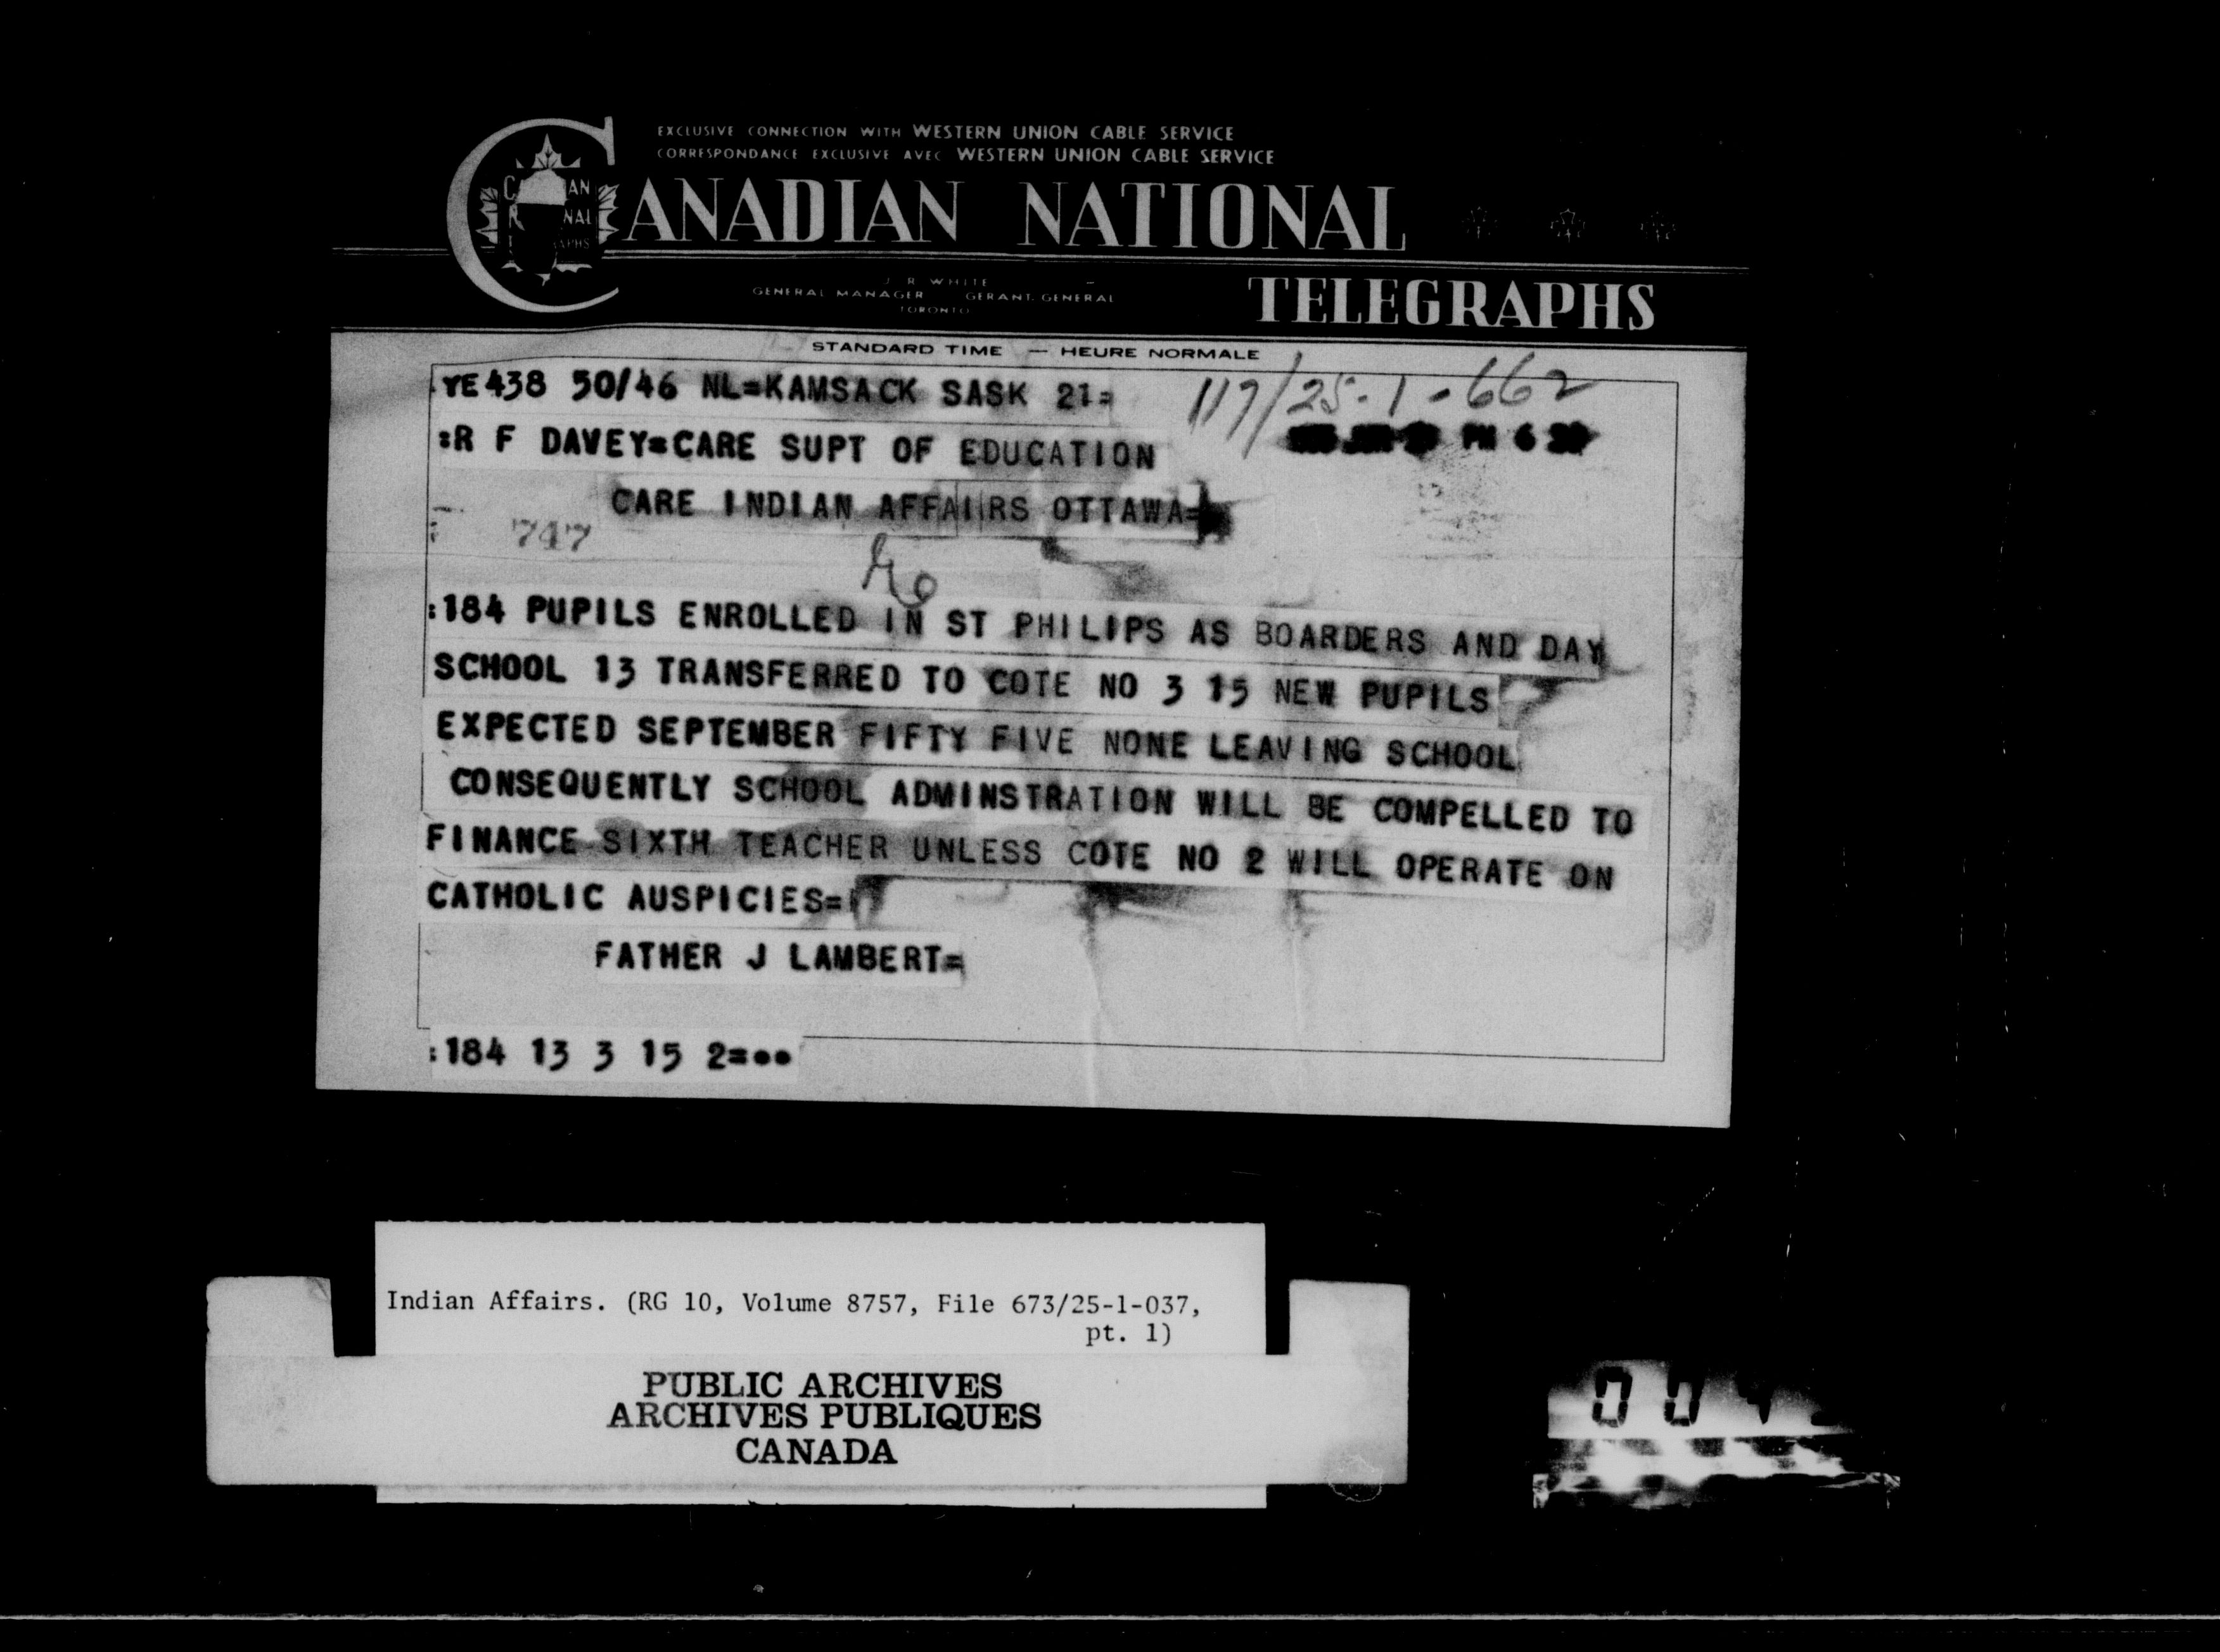 EXCLUSIVE CONNECTION WITH WESTERN UNION CABLE SERVICE
CORRESPONDANCE EXCLUSIVE AVEC WESTERN UNION CABLE SERVICE
CANADIAN NATIONAL
TELEGRAPHS
J R WHITE
GENERAL MANAGER GERANT GENERAL
TORONTO
STANDARD TIME — HEURE NORMALE
YE438 50/46 NL=KAMSACK SASK 21=
117/25-1-662
:R F DAVEY=CARE SUPT OF EDUCATION
PM 6
CARE INDIAN AFFAIIRS OTTAWA=
747
:184 PUPILS ENROLLED IN ST PHILIPS AS BOARDERS AND DAY
SCHOOL 13 TRANSFERRED TO COTE NO 3 15 NEW PUPILS
EXPECTED SEPTEMBER FIFTY FIVE NONE LEAVING SCHOOL
CONSEQUENTLY SCHOOL ADMINSTRATION WILL BE COMPELLED TO
FINANCE SIXTH TEACHER UNLESS COTE NO 2 WILL OPERATE ON
CATHOLIC AUSPICIES=
FATHER J LAMBERT=
:184 13 3 15 2=••
Indian Affairs. (RG 10, Volume 8757, File 673/25-1-037,
pt. 1)
PUBLIC ARCHIVES
ARCHIVES PUBLIQUES
CANADA